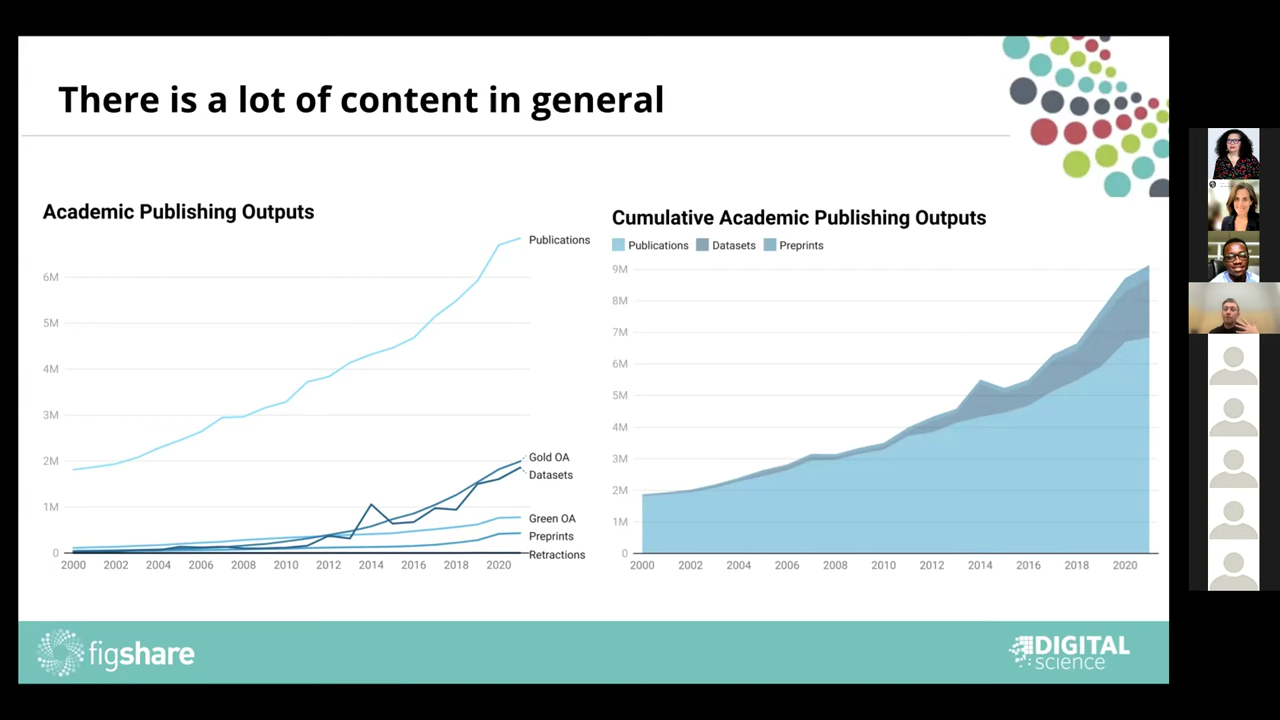 There is a lot of content in general
Academic Publishing Outputs
Publications
6M
5M
4M
3M
2M
1M
0
Gold OA
Datasets
Green OA
Preprints
Retractions
2000 2002 2004 2006 2008 2010 2012 2014 2016 2018 2020
Cumulative Academic Publishing Outputs
Publications Datasets Preprints
9M
8M
7M
6M
5M
4M
3M
2M
1M
0
2000 2002 2004 2006 2008 2010 2012 2014 2016 2018 2020
figshare
DIGITAL
science